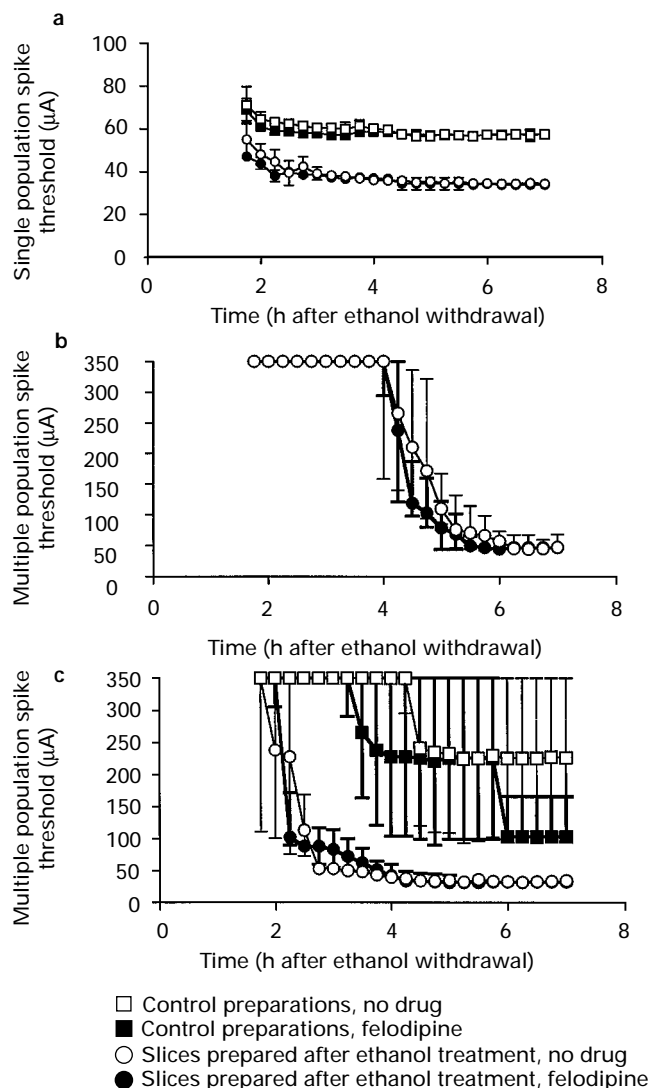 a
Single population spike
threshold (μA)
100
80
60
40
20
0
0 2 4 6 8
Time (h after ethanol withdrawal)
b
Multiple population spike
threshold (μA)
350
300
250
200
150
100
50
0
0 2 4 6 8
Time (h after ethanol withdrawal)
c
Multiple population spike
threshold (μA)
350
300
250
200
150
100
50
0
0 2 4 6 8
Time (h after ethanol withdrawal)
Control preparations, no drug
Control preparations, felodipine
Slices prepared after ethanol treatment, no drug
Slices prepared after ethanol treatment, felodipine